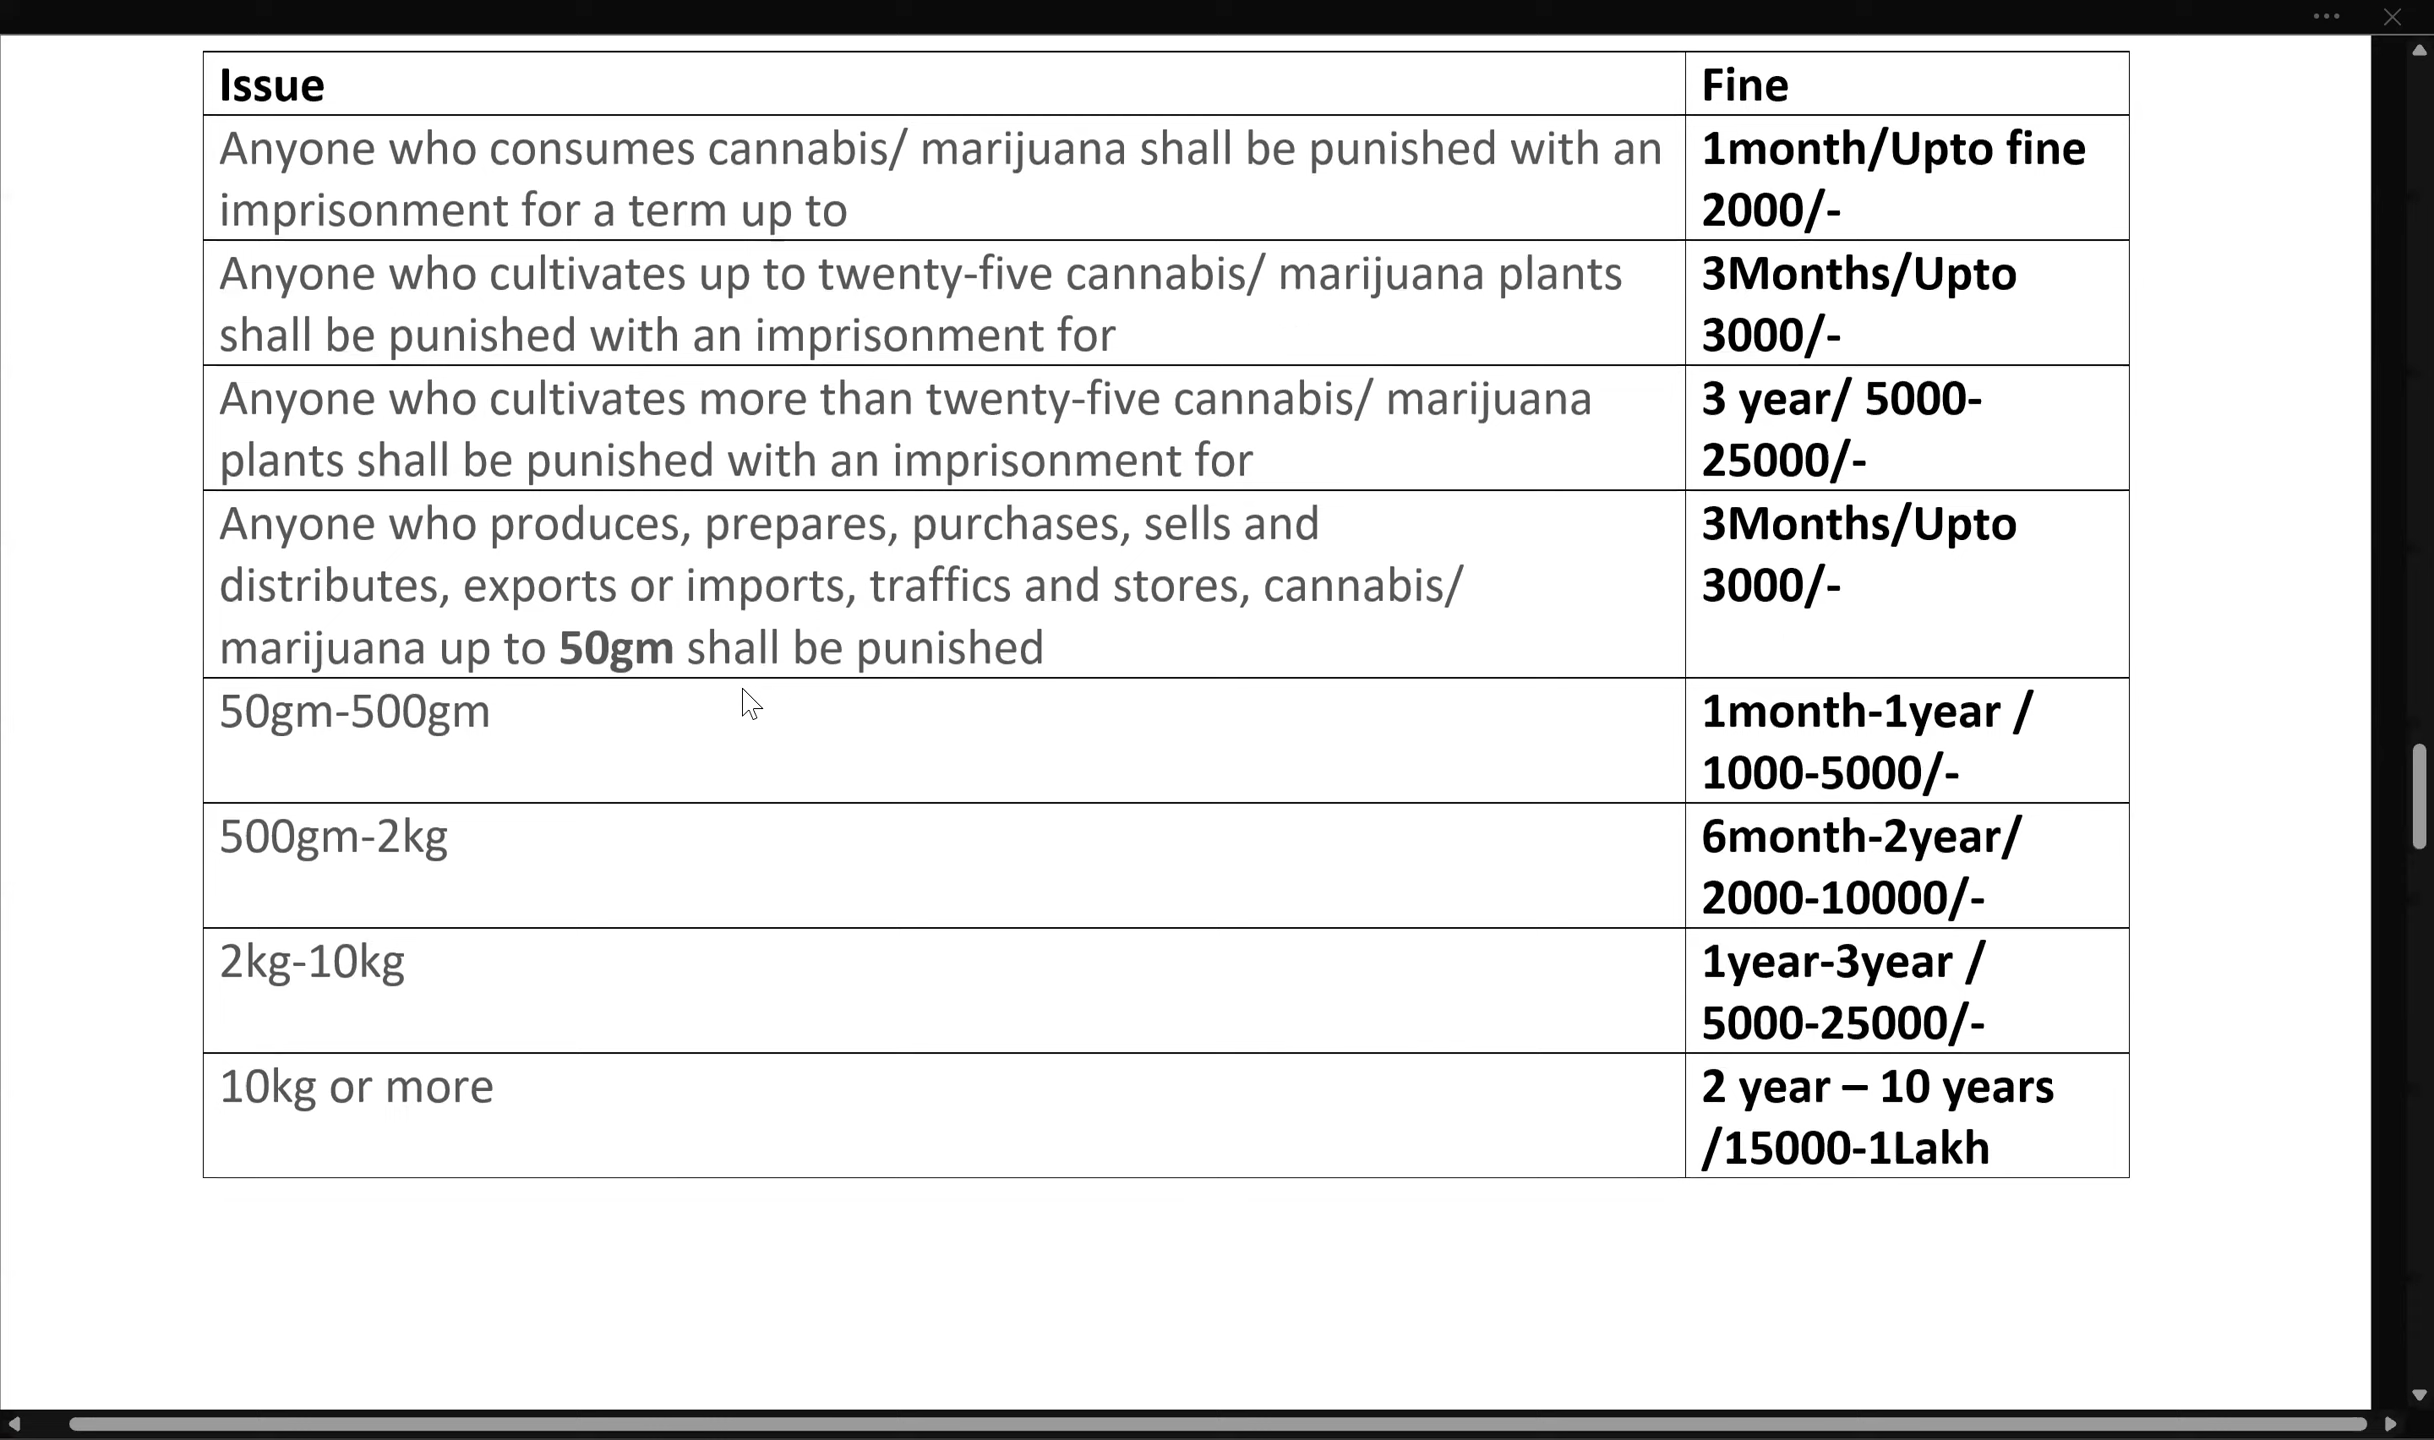 Issue
Fine
Anyone who consumes cannabis/ marijuana shall be punished with an
imprisonment for a term up to
1month/Upto fine
2000/-
Anyone who cultivates up to twenty-five cannabis/ marijuana plants
shall be punished with an imprisonment for
3Months/Upto
3000/-
Anyone who cultivates more than twenty-five cannabis/ marijuana
plants shall be punished with an imprisonment for
3 year/ 5000-
25000/-
Anyone who produces, prepares, purchases, sells and
distributes, exports or imports, traffics and stores, cannabis/
marijuana up to 50gm shall be punished
3Months/Upto
3000/-
50gm-500gm
1month-1year /
1000-5000/-
500gm-2kg
6month-2year/
2000-10000/-
2kg-10kg
1year-3year /
5000-25000/-
10kg or more
2 year – 10 years
/15000-1Lakh